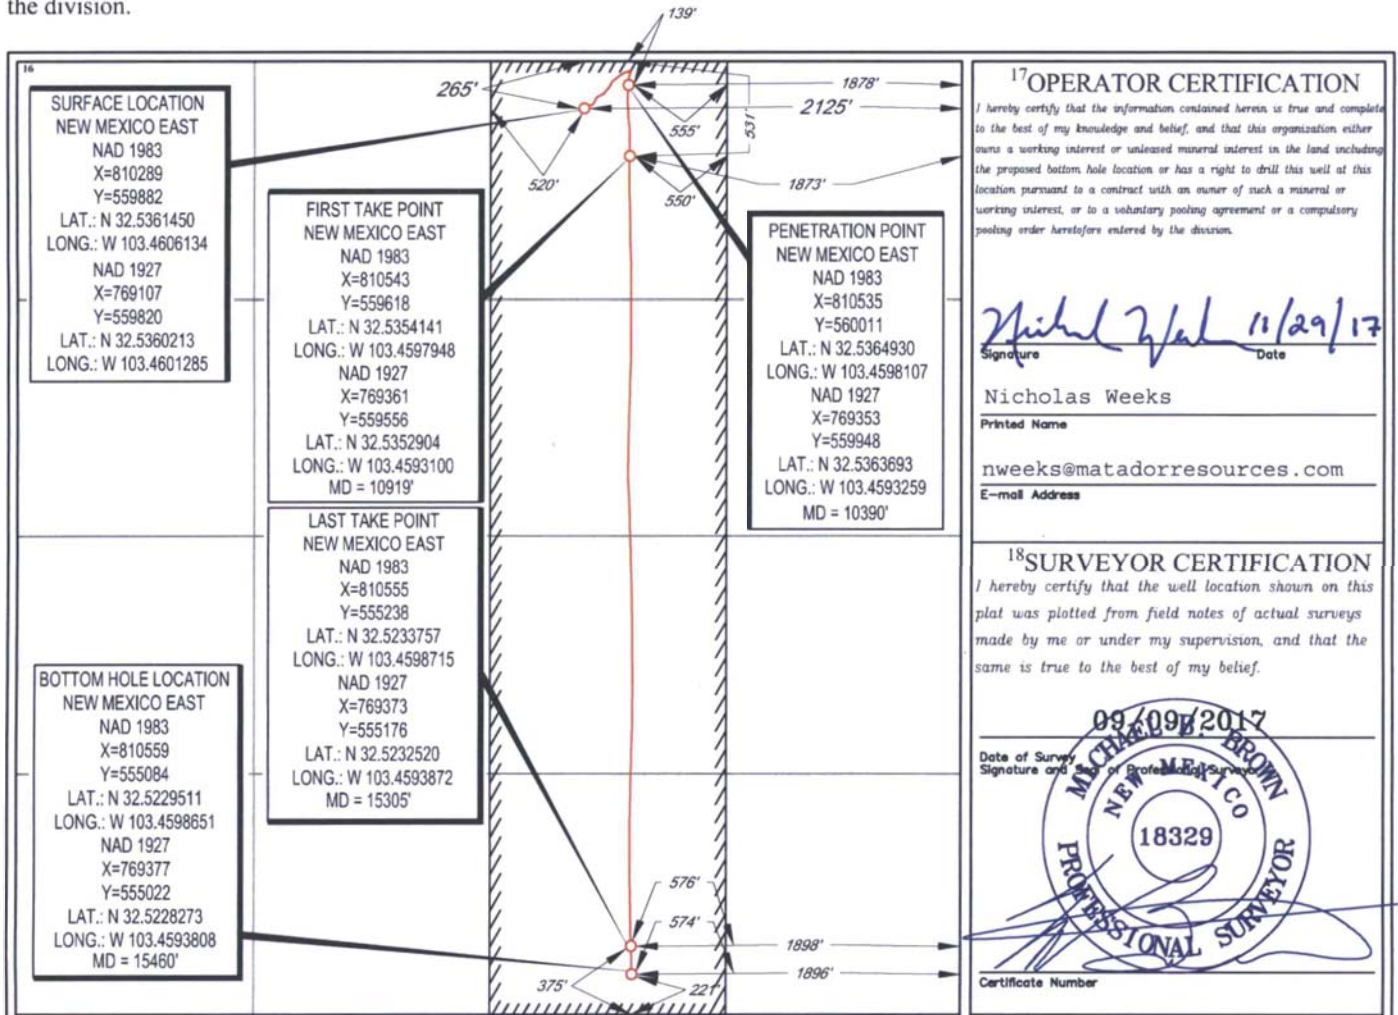 the division.
16
SURFACE LOCATION
NEW MEXICO EAST
NAD 1983
X=810289
Y=559882
LAT.: N 32.5361450
LONG.: W 103.4606134
NAD 1927
X=769107
Y=559820
LAT.: N 32.5360213
LONG.: W 103.4601285
FIRST TAKE POINT
NEW MEXICO EAST
NAD 1983
X=810543
Y=559618
LAT.: N 32.5354141
LONG.: W 103.4597948
NAD 1927
X=769361
Y=559556
LAT.: N 32.5352904
LONG.: W 103.4593100
MD = 10919'
LAST TAKE POINT
NEW MEXICO EAST
NAD 1983
X=810555
Y=555238
LAT.: N 32.5233757
LONG.: W 103.4598715
NAD 1927
X=769373
Y=555176
LAT.: N 32.5232520
LONG.: W 103.4593872
MD = 15305'
BOTTOM HOLE LOCATION
NEW MEXICO EAST
NAD 1983
X=810559
Y=555084
LAT.: N 32.5229511
LONG.: W 103.4598651
NAD 1927
X=769377
Y=555022
LAT.: N 32.5228273
LONG.: W 103.4593808
MD = 15460'
139'
265'
1878'
2125'
555'
531'
520'
1873'
550'
PENETRATION POINT
NEW MEXICO EAST
NAD 1983
X=810535
Y=560011
LAT.: N 32.5364930
LONG.: W 103.4598107
NAD 1927
X=769353
Y=559948
LAT.: N 32.5363693
LONG.: W 103.4593259
MD = 10390'
576'
574'
1898'
1896'
375'
221'
17 OPERATOR CERTIFICATION
I hereby certify that the information contained herein is true and complete
to the best of my knowledge and belief, and that this organization either
owns a working interest or unleased mineral interest in the land including
the proposed bottom hole location or has a right to drill this well at this
location pursuant to a contract with an owner of such a mineral or
working interest, or to a voluntary pooling agreement or a compulsory
pooling order heretofore entered by the division.
11/29/17
Signature Date
Nicholas Weeks
Printed Name
nweeks@matadorresources.com
E-mail Address
18 SURVEYOR CERTIFICATION
I hereby certify that the well location shown on this
plat was plotted from field notes of actual surveys
made by me or under my supervision, and that the
same is true to the best of my belief.
09/09/2017
Date of Survey
Signature and Seal of Professional Surveyor
MICHAEL B. BROWN
NEW MEXICO
18329
PROFESSIONAL SURVEYOR
Certificate Number